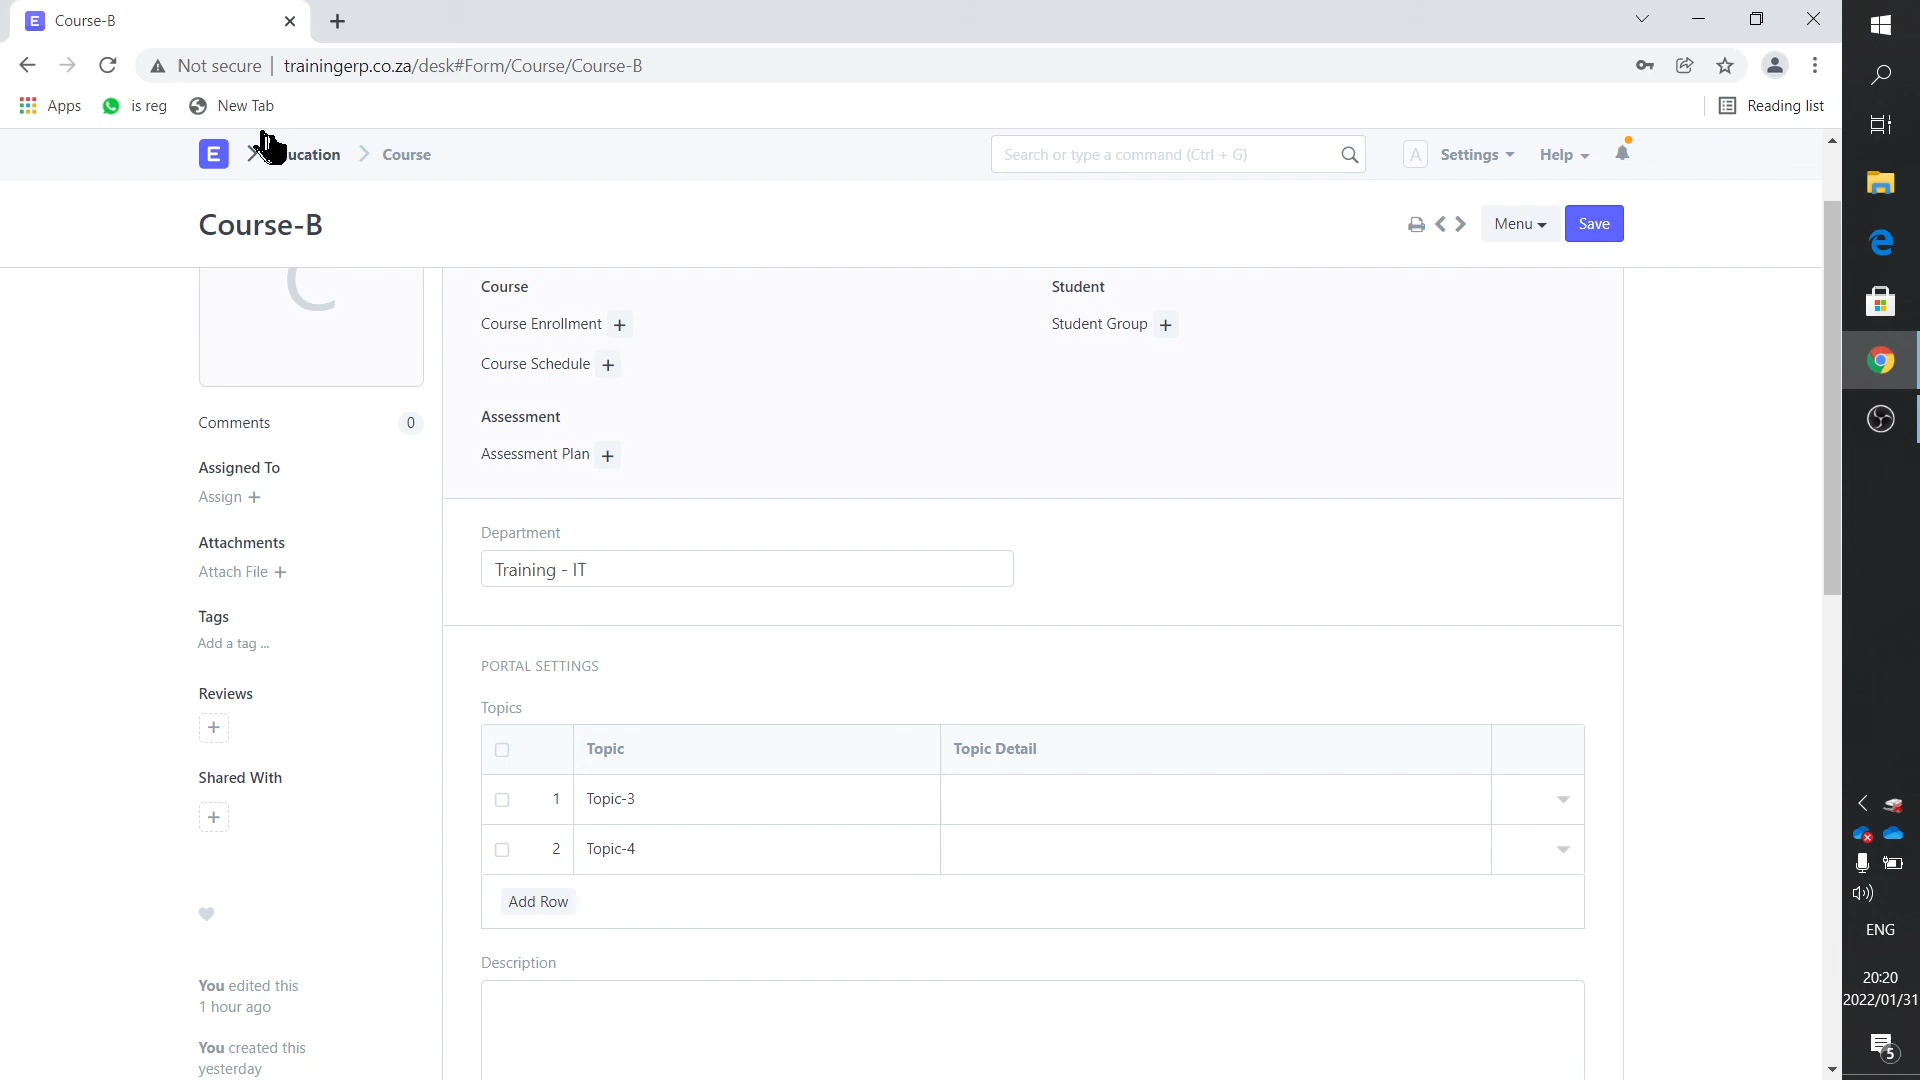 E Course-B
Not secure trainingerp.co.za/desk#Form/Course/Course-B
Apps is reg New Tab Reading list
E ucation Course Search or type a command (Ctrl + G) A Settings Help
Course-B Menu Save
C
Course Student
Course Enrollment + Student Group +
Course Schedule +
Comments 0
Assessment
Assessment Plan +
Assigned To
Assign +
Department
Training - IT
Attachments
Attach File +
Tags
Add a tag ...
PORTAL SETTINGS
Reviews
+
Topics
Topic Topic Detail
Shared With
+
1 Topic-3
2 Topic-4
Add Row
Description
You edited this
1 hour ago
You created this
yesterday
ENG
20:20
2022/01/31
5